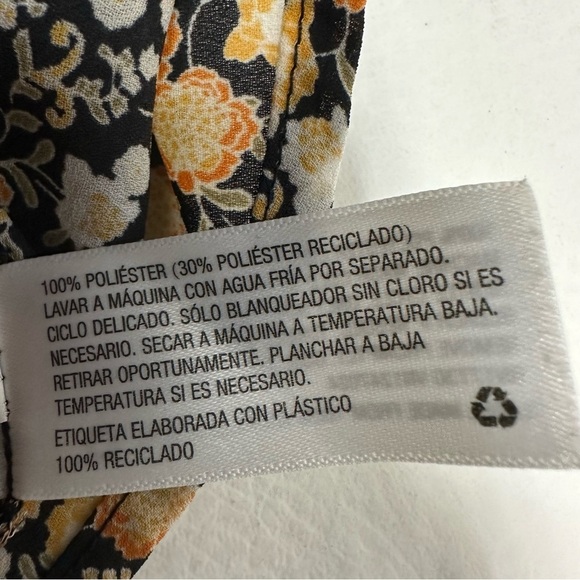 100% POLIÉSTER (30% POLIÉSTER RECICLADO)
LAVAR A MÁQUINA CON AGUA FRÍA POR SEPARADO.
CICLO DELICADO. SÓLO BLANQUEADOR SIN CLORO SI ES
NECESARIO. SECAR A MÁQUINA A TEMPERATURA BAJA.
RETIRAR OPORTUNAMENTE. PLANCHAR A BAJA
TEMPERATURA SI ES NECESARIO.
ETIQUETA ELABORADA CON PLÁSTICO
100% RECICLADO